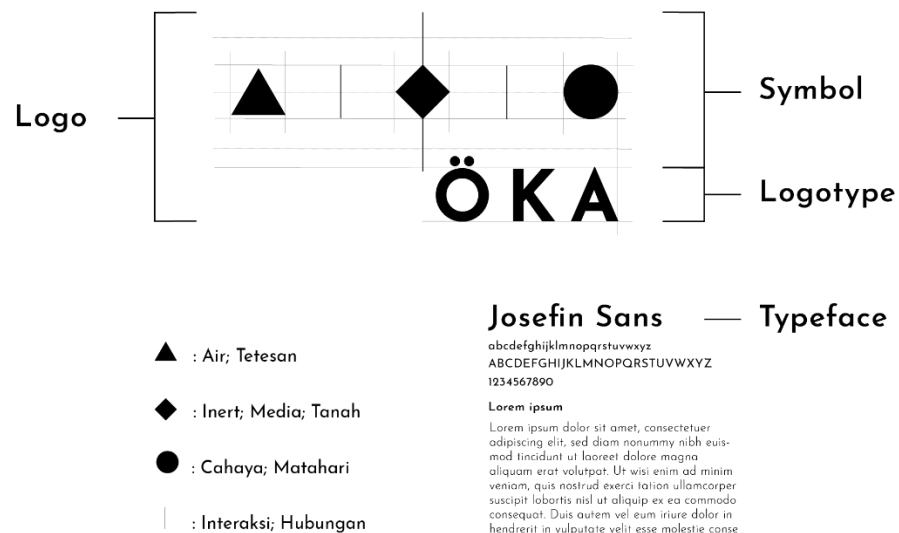 Logo
Symbol
ÖKA
Logotype
: Air; Tetesan
: Inert; Media; Tanah
: Cahaya; Matahari
: Interaksi; Hubungan
Josefin Sans
Typeface
abcdefghijklmnopqrstuvwxyz
ABCDEFGHIJKLMNOPQRSTUVWXYZ
1234567890
Lorem ipsum
Lorem ipsum dolor sit amet, consectetuer
adipiscing elit, sed diam nonummy nibh euis-
mod tincidunt ut laoreet dolore magna
aliquam erat volutpat. Ut wisi enim ad minim
veniam, quis nostrud exerci tation ullamcorper
suscipit lobortis nisl ut aliquip ex ea commodo
consequat. Duis autem vel eum iriure dolor in
hendrerit in vulputate velit esse molestie conse